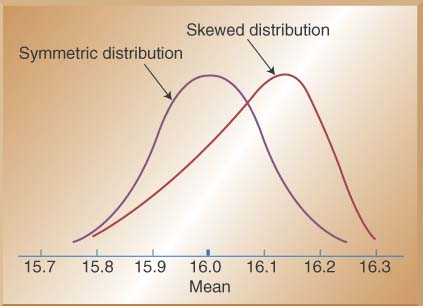 Skewed distribution
Symmetric distribution
15.7 15.8 15.9 16.0 16.1 16.2 16.3
Mean